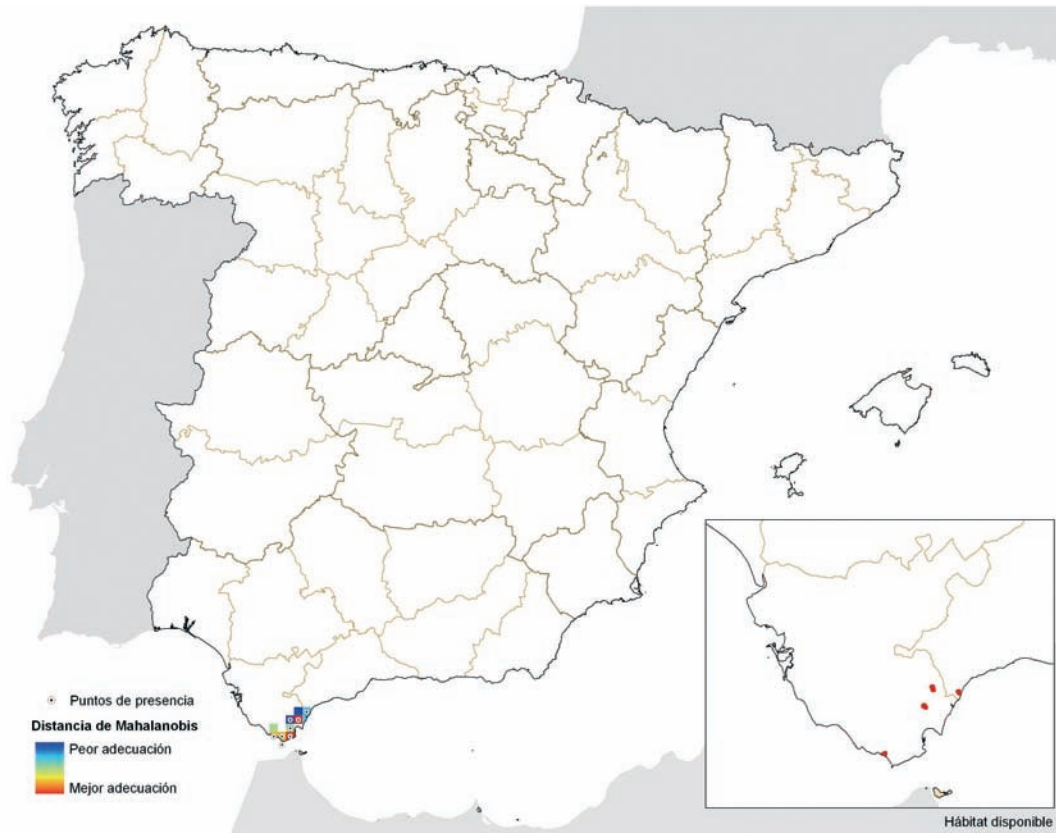 Puntos de presencia
Distancia de Mahalanobis
Peor adecuación
Mejor adecuación
Hábitat disponible